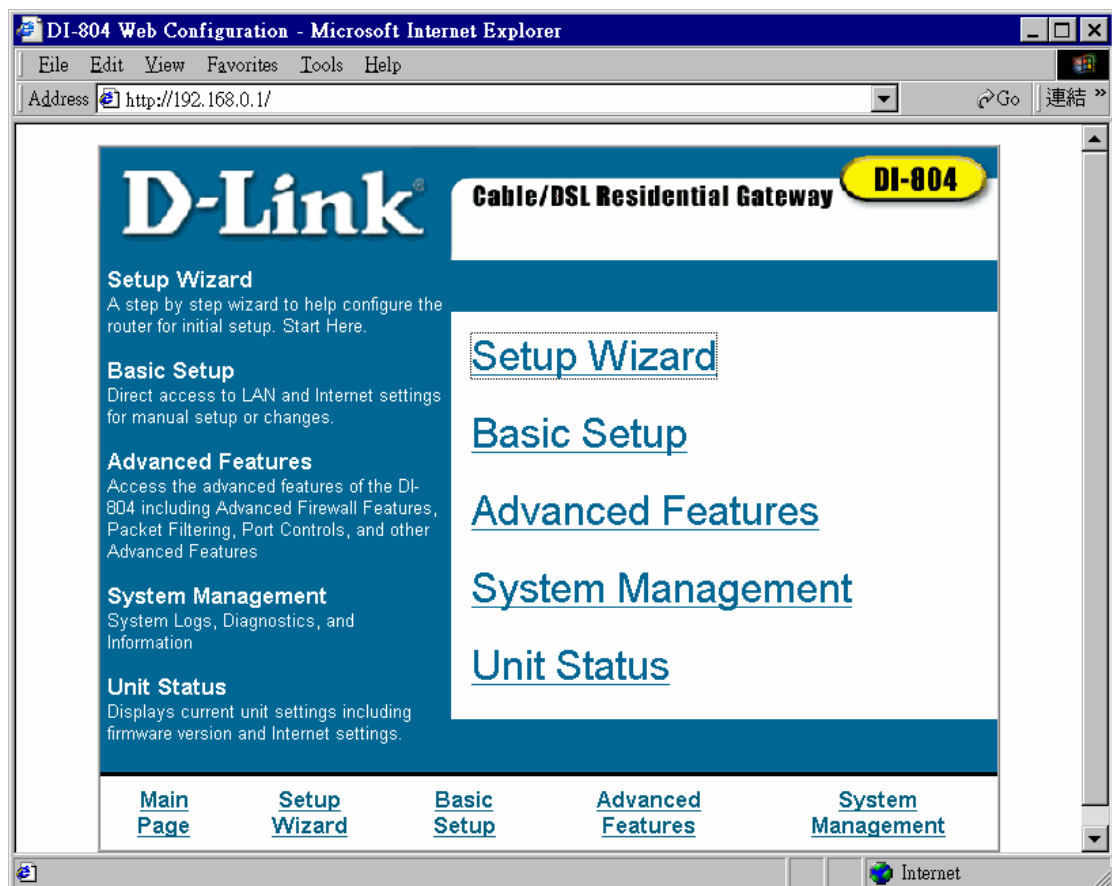 DI-804 Web Configuration - Microsoft Internet Explorer
File Edit View Favorites Tools Help
Address http://192.168.0.1/ Go 連結 »
D-Link®
Cable/DSL Residential Gateway
DI-804
Setup Wizard
A step by step wizard to help configure the
router for initial setup. Start Here.
Basic Setup
Direct access to LAN and Internet settings
for manual setup or changes.
Advanced Features
Access the advanced features of the DI-
804 including Advanced Firewall Features,
Packet Filtering, Port Controls, and other
Advanced Features
System Management
System Logs, Diagnostics, and
Information
Unit Status
Displays current unit settings including
firmware version and Internet settings.
Setup Wizard
Basic Setup
Advanced Features
System Management
Unit Status
Main
Page
Setup
Wizard
Basic
Setup
Advanced
Features
System
Management
Internet